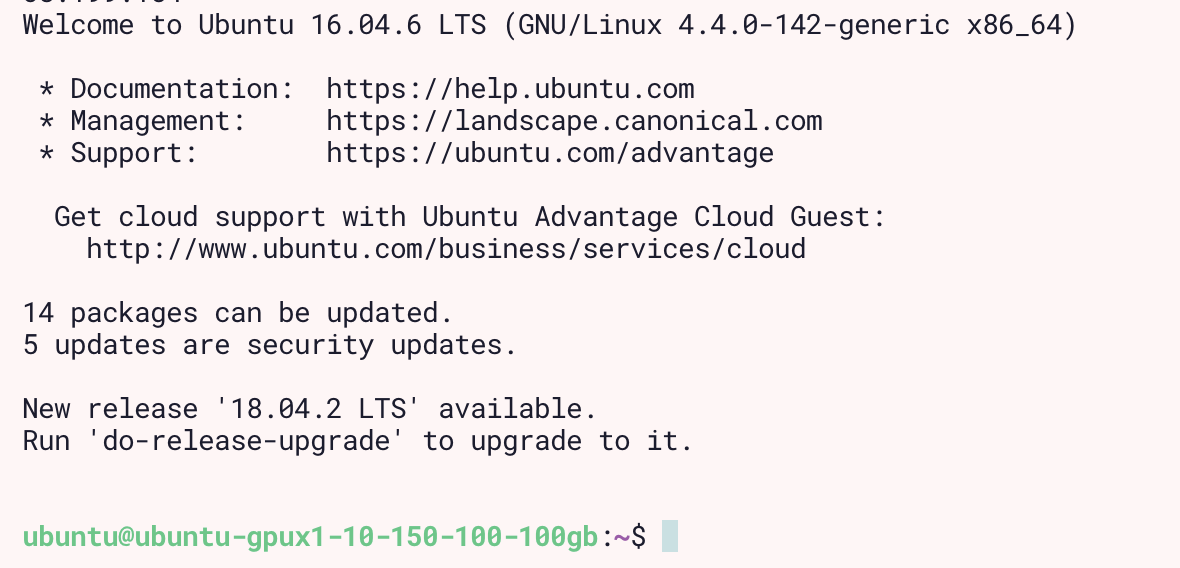 Welcome to Ubuntu 16.04.6 LTS (GNU/Linux 4.4.0-142-generic x86_64)

 * Documentation:  https://help.ubuntu.com
 * Management:     https://landscape.canonical.com
 * Support:        https://ubuntu.com/advantage

  Get cloud support with Ubuntu Advantage Cloud Guest:
    http://www.ubuntu.com/business/services/cloud

14 packages can be updated.
5 updates are security updates.

New release '18.04.2 LTS' available.
Run 'do-release-upgrade' to upgrade to it.

ubuntu@ubuntu-gpux1-10-150-100-100gb:~$